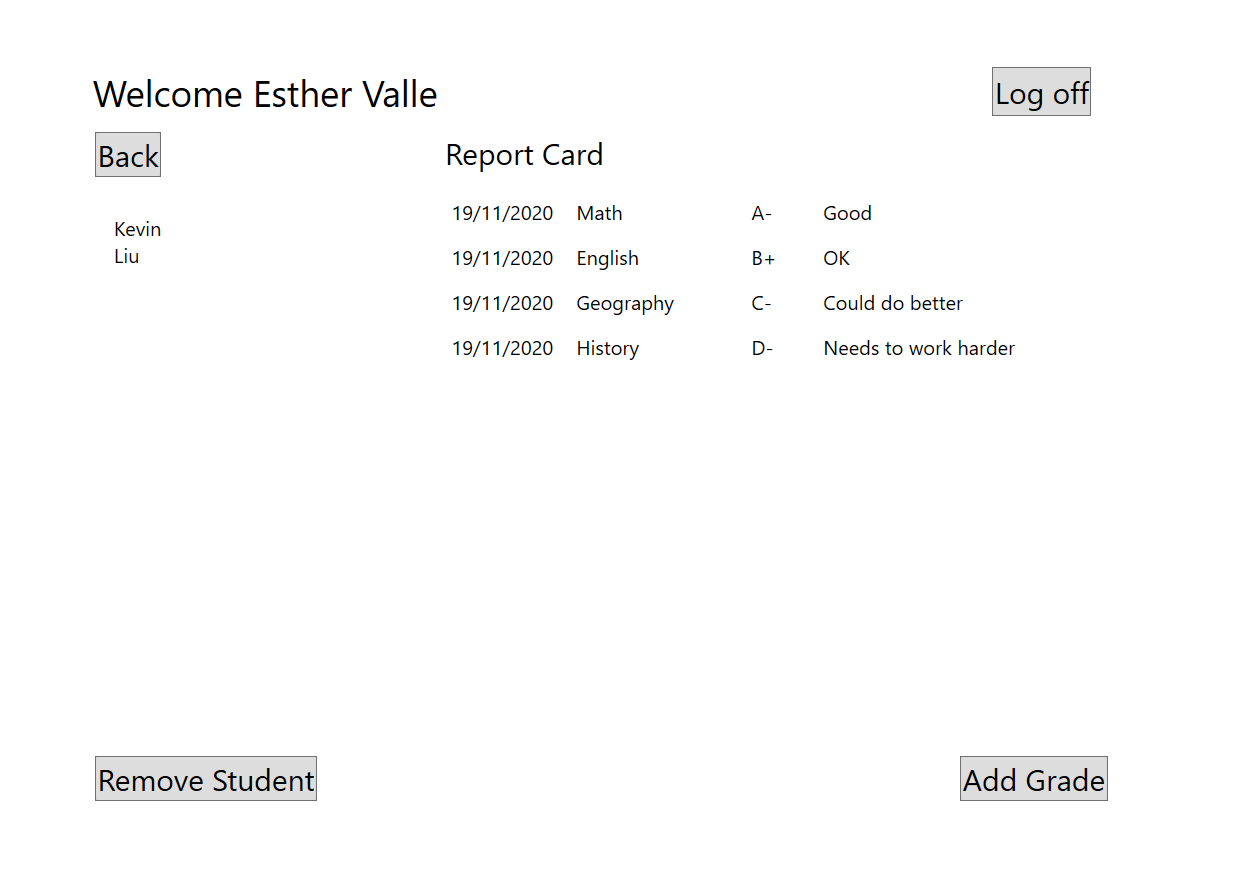 Welcome Esther Valle
Log off
Back
Report Card
Kevin
Liu
19/11/2020 Math A- Good
19/11/2020 English B+ OK
19/11/2020 Geography C- Could do better
19/11/2020 History D- Needs to work harder
Remove Student
Add Grade